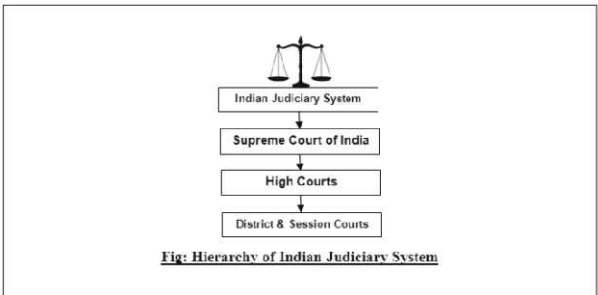 Indian Judiciary System
Supreme Court of India
High Courts
District & Session Courts
Fig: Hierarchy of Indian Judiciary System